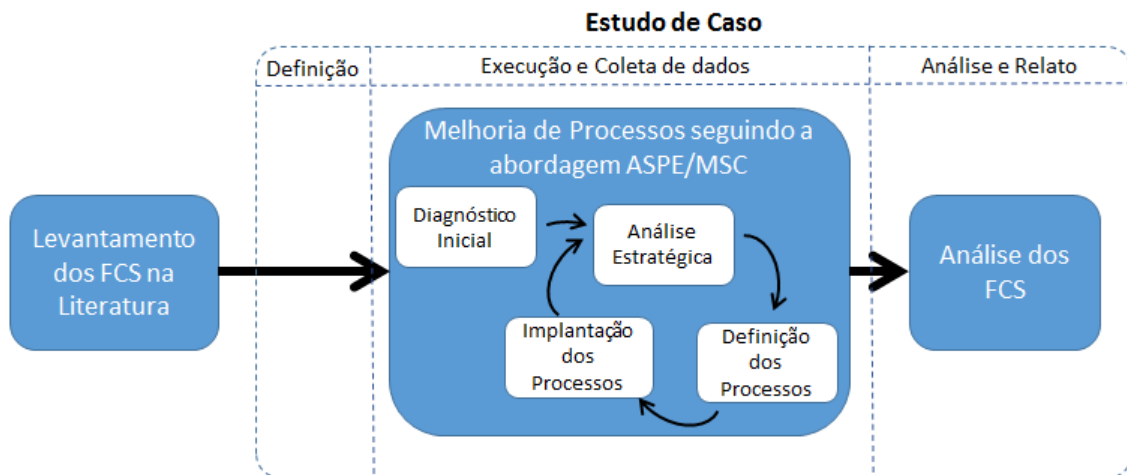 Estudo de Caso
Definição
Execução e Coleta de dados
Análise e Relato
Melhoria de Processos seguindo a
abordagem ASPE/MSC
Levantamento
dos FCS na
Literatura
Diagnóstico
Inicial
Análise
Estratégica
Implantação
dos
Processos
Definição
dos
Processos
Análise dos
FCS